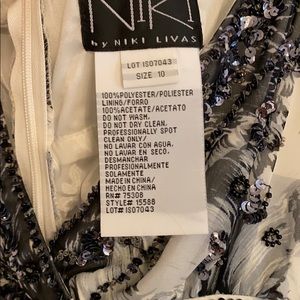 NIKI
by NIKI LIVAS
LOT IS07043
SIZE 10
100%POLYESTER/POLIESTER
LINING/FORRO
100%ACETATE/ACETATO
DO NOT WASH.
DO NOT DRY CLEAN.
PROFESSIONALLY SPOT
CLEAN ONLY/
NO LAVAR CON AGUA.
NO LAVAR EN SECO.
DESMANCHAR
PROFESIONALMENTE
SOLAMENTE
MADE IN CHINA/
HECHO EN CHINA
RN# 75308
STYLE# 15588
LOT# IS07043